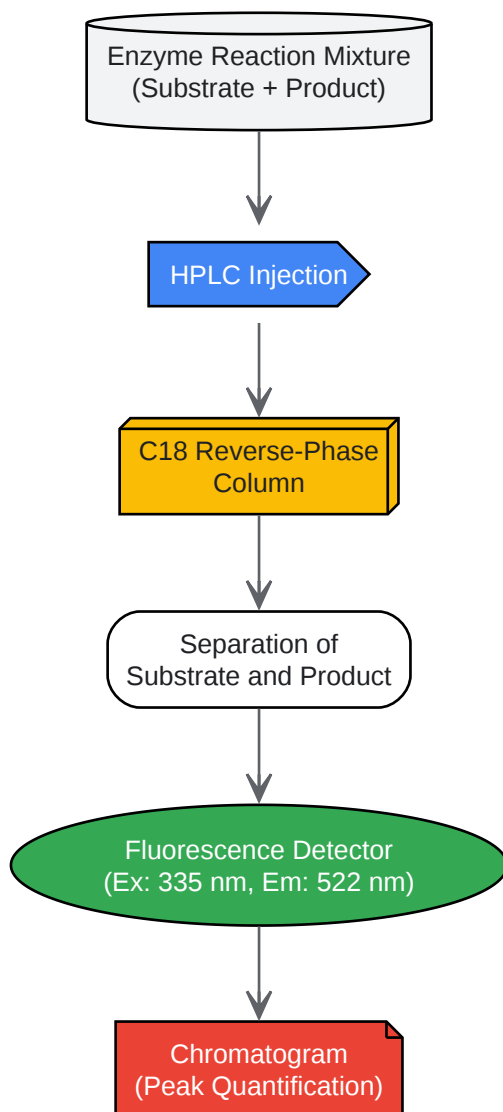 Enzyme Reaction Mixture
(Substrate + Product)
HPLC Injection
C18 Reverse-Phase
Column
Separation of
Substrate and Product
Fluorescence Detector
(Ex: 335 nm, Em: 522 nm)
Chromatogram
(Peak Quantification)